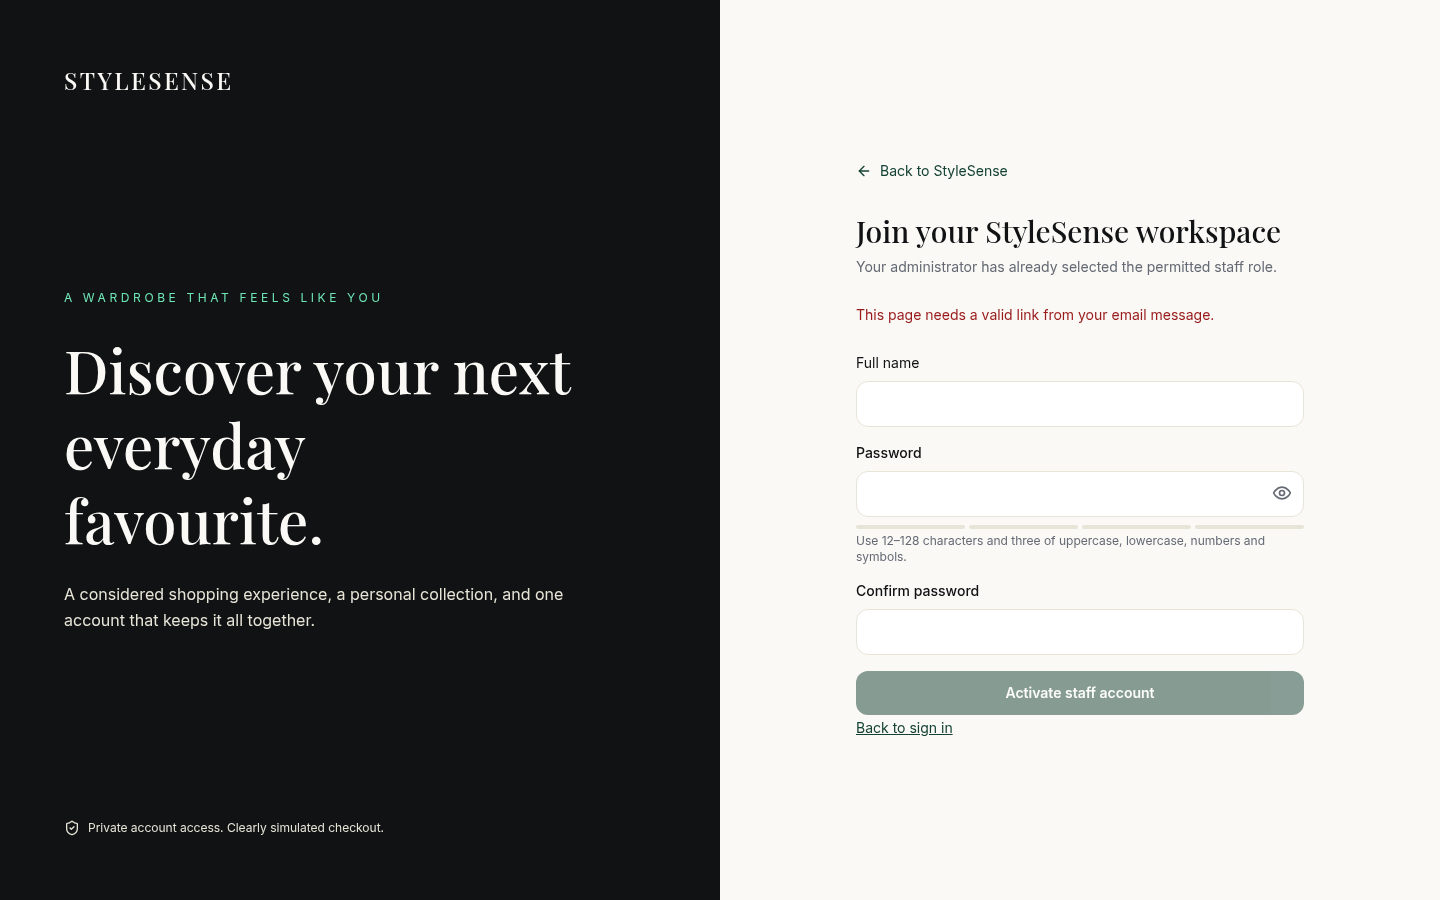 STYLESENSE
A WARDROBE THAT FEELS LIKE YOU
Discover your next
everyday
favourite.
A considered shopping experience, a personal collection, and one
account that keeps it all together.
Private account access. Clearly simulated checkout.
Back to StyleSense
Join your StyleSense workspace
Your administrator has already selected the permitted staff role.
This page needs a valid link from your email message.
Full name
Password
Use 12–128 characters and three of uppercase, lowercase, numbers and
symbols.
Confirm password
Activate staff account
Back to sign in